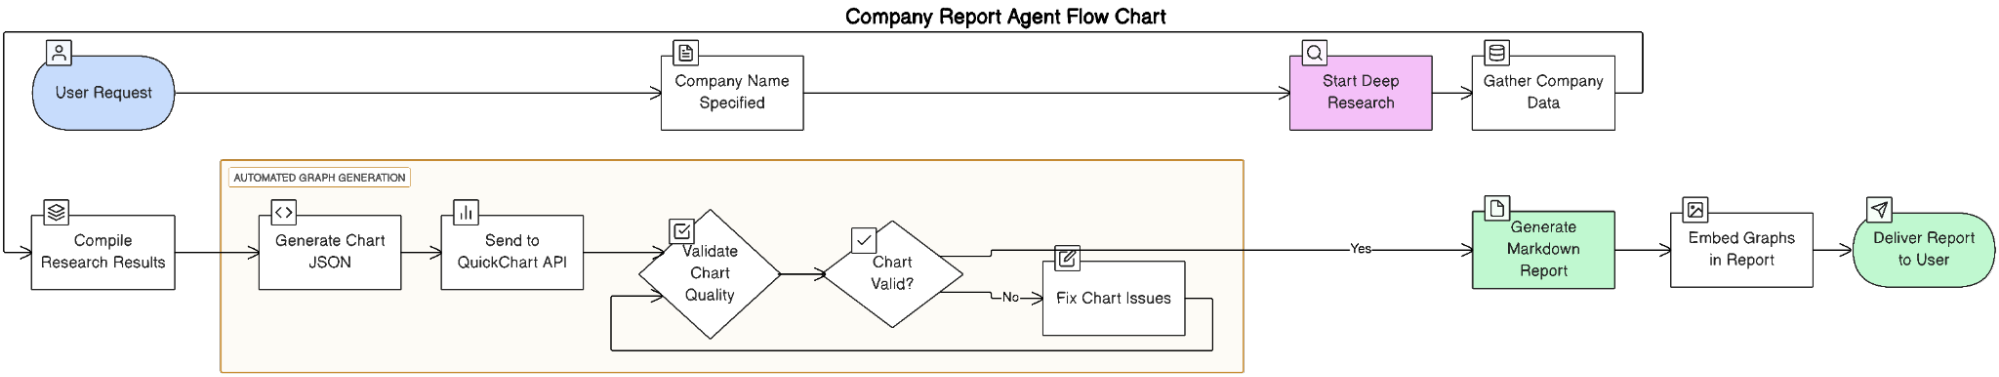 Company Report Agent Flow Chart
User Request
Company Name
Specified
Start Deep
Research
Gather Company
Data
AUTOMATED GRAPH GENERATION
Compile
Research Results
Generate Chart
JSON
Send to
QuickChart API
Validate
Chart
Quality
Chart
Valid?
Yes
No
Fix Chart Issues
Generate
Markdown
Report
Embed Graphs
in Report
Deliver Report
to User